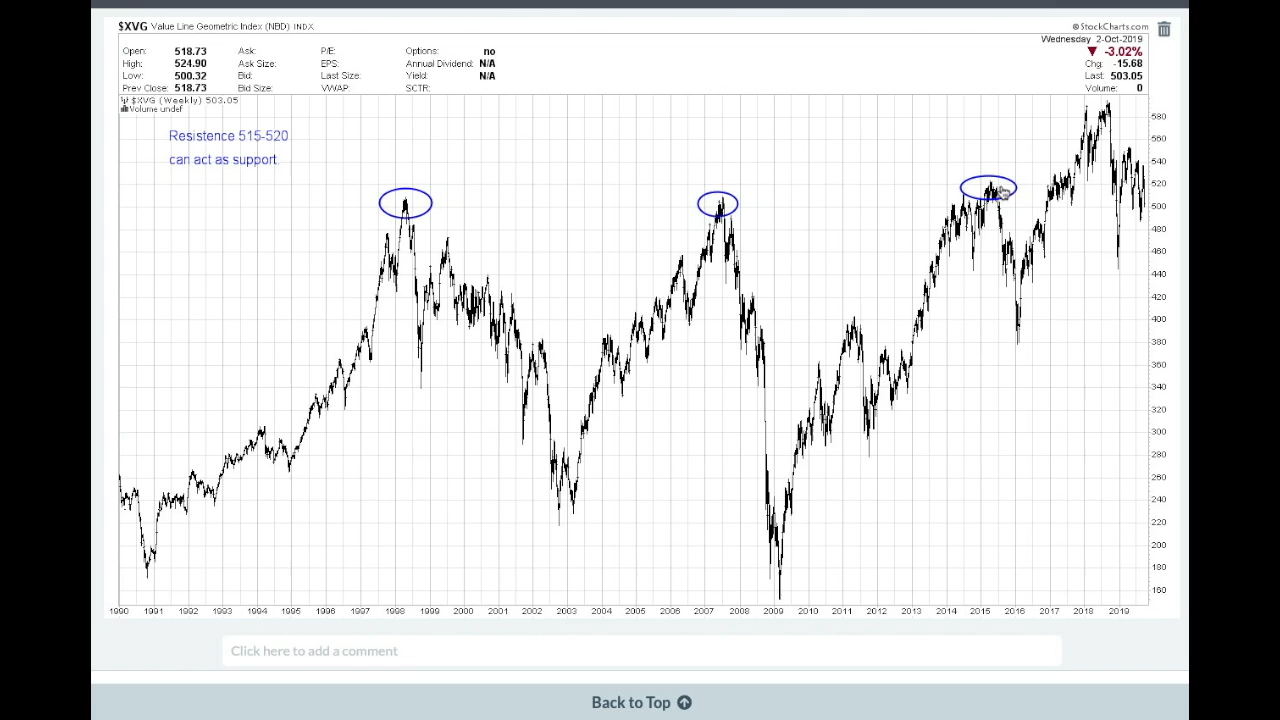 $XVG Value Line Geometric Index (NBD) INDX
© StockCharts.com
Wednesday 2-Oct-2019
Open: 518.73 Ask: P/E: Options: no ▼ -3.02%
High: 524.90 Ask Size: EPS: Annual Dividend: N/A Chg: -15.68
Low: 500.32 Bid: Last Size: Yield: N/A Last: 503.05
Prev Close: 518.73 Bid Size: VWAP: SCTR: Volume: 0
$XVG (Weekly) 503.05
Volume undef
Resistence 515-520
can act as support
580
560
540
520
500
480
460
440
420
400
380
360
340
320
300
280
260
240
220
200
180
160
1990 1991 1992 1993 1994 1995 1996 1997 1998 1999 2000 2001 2002 2003 2004 2005 2006 2007 2008 2009 2010 2011 2012 2013 2014 2015 2016 2017 2018 2019
Click here to add a comment
Back to Top